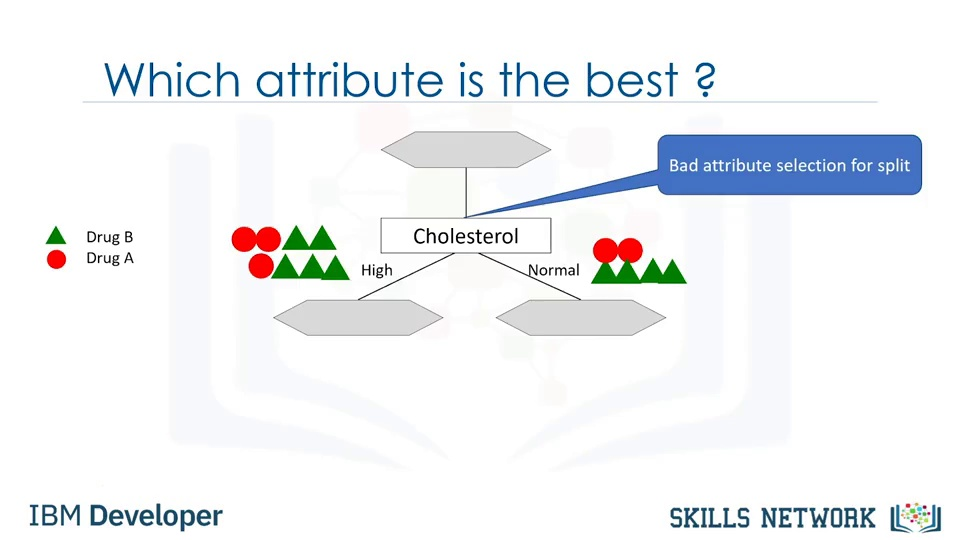 Which attribute is the best ?
Bad attribute selection for split
Drug B
Drug A
Cholesterol
High
Normal
IBM Developer
SKILLS NETWORK